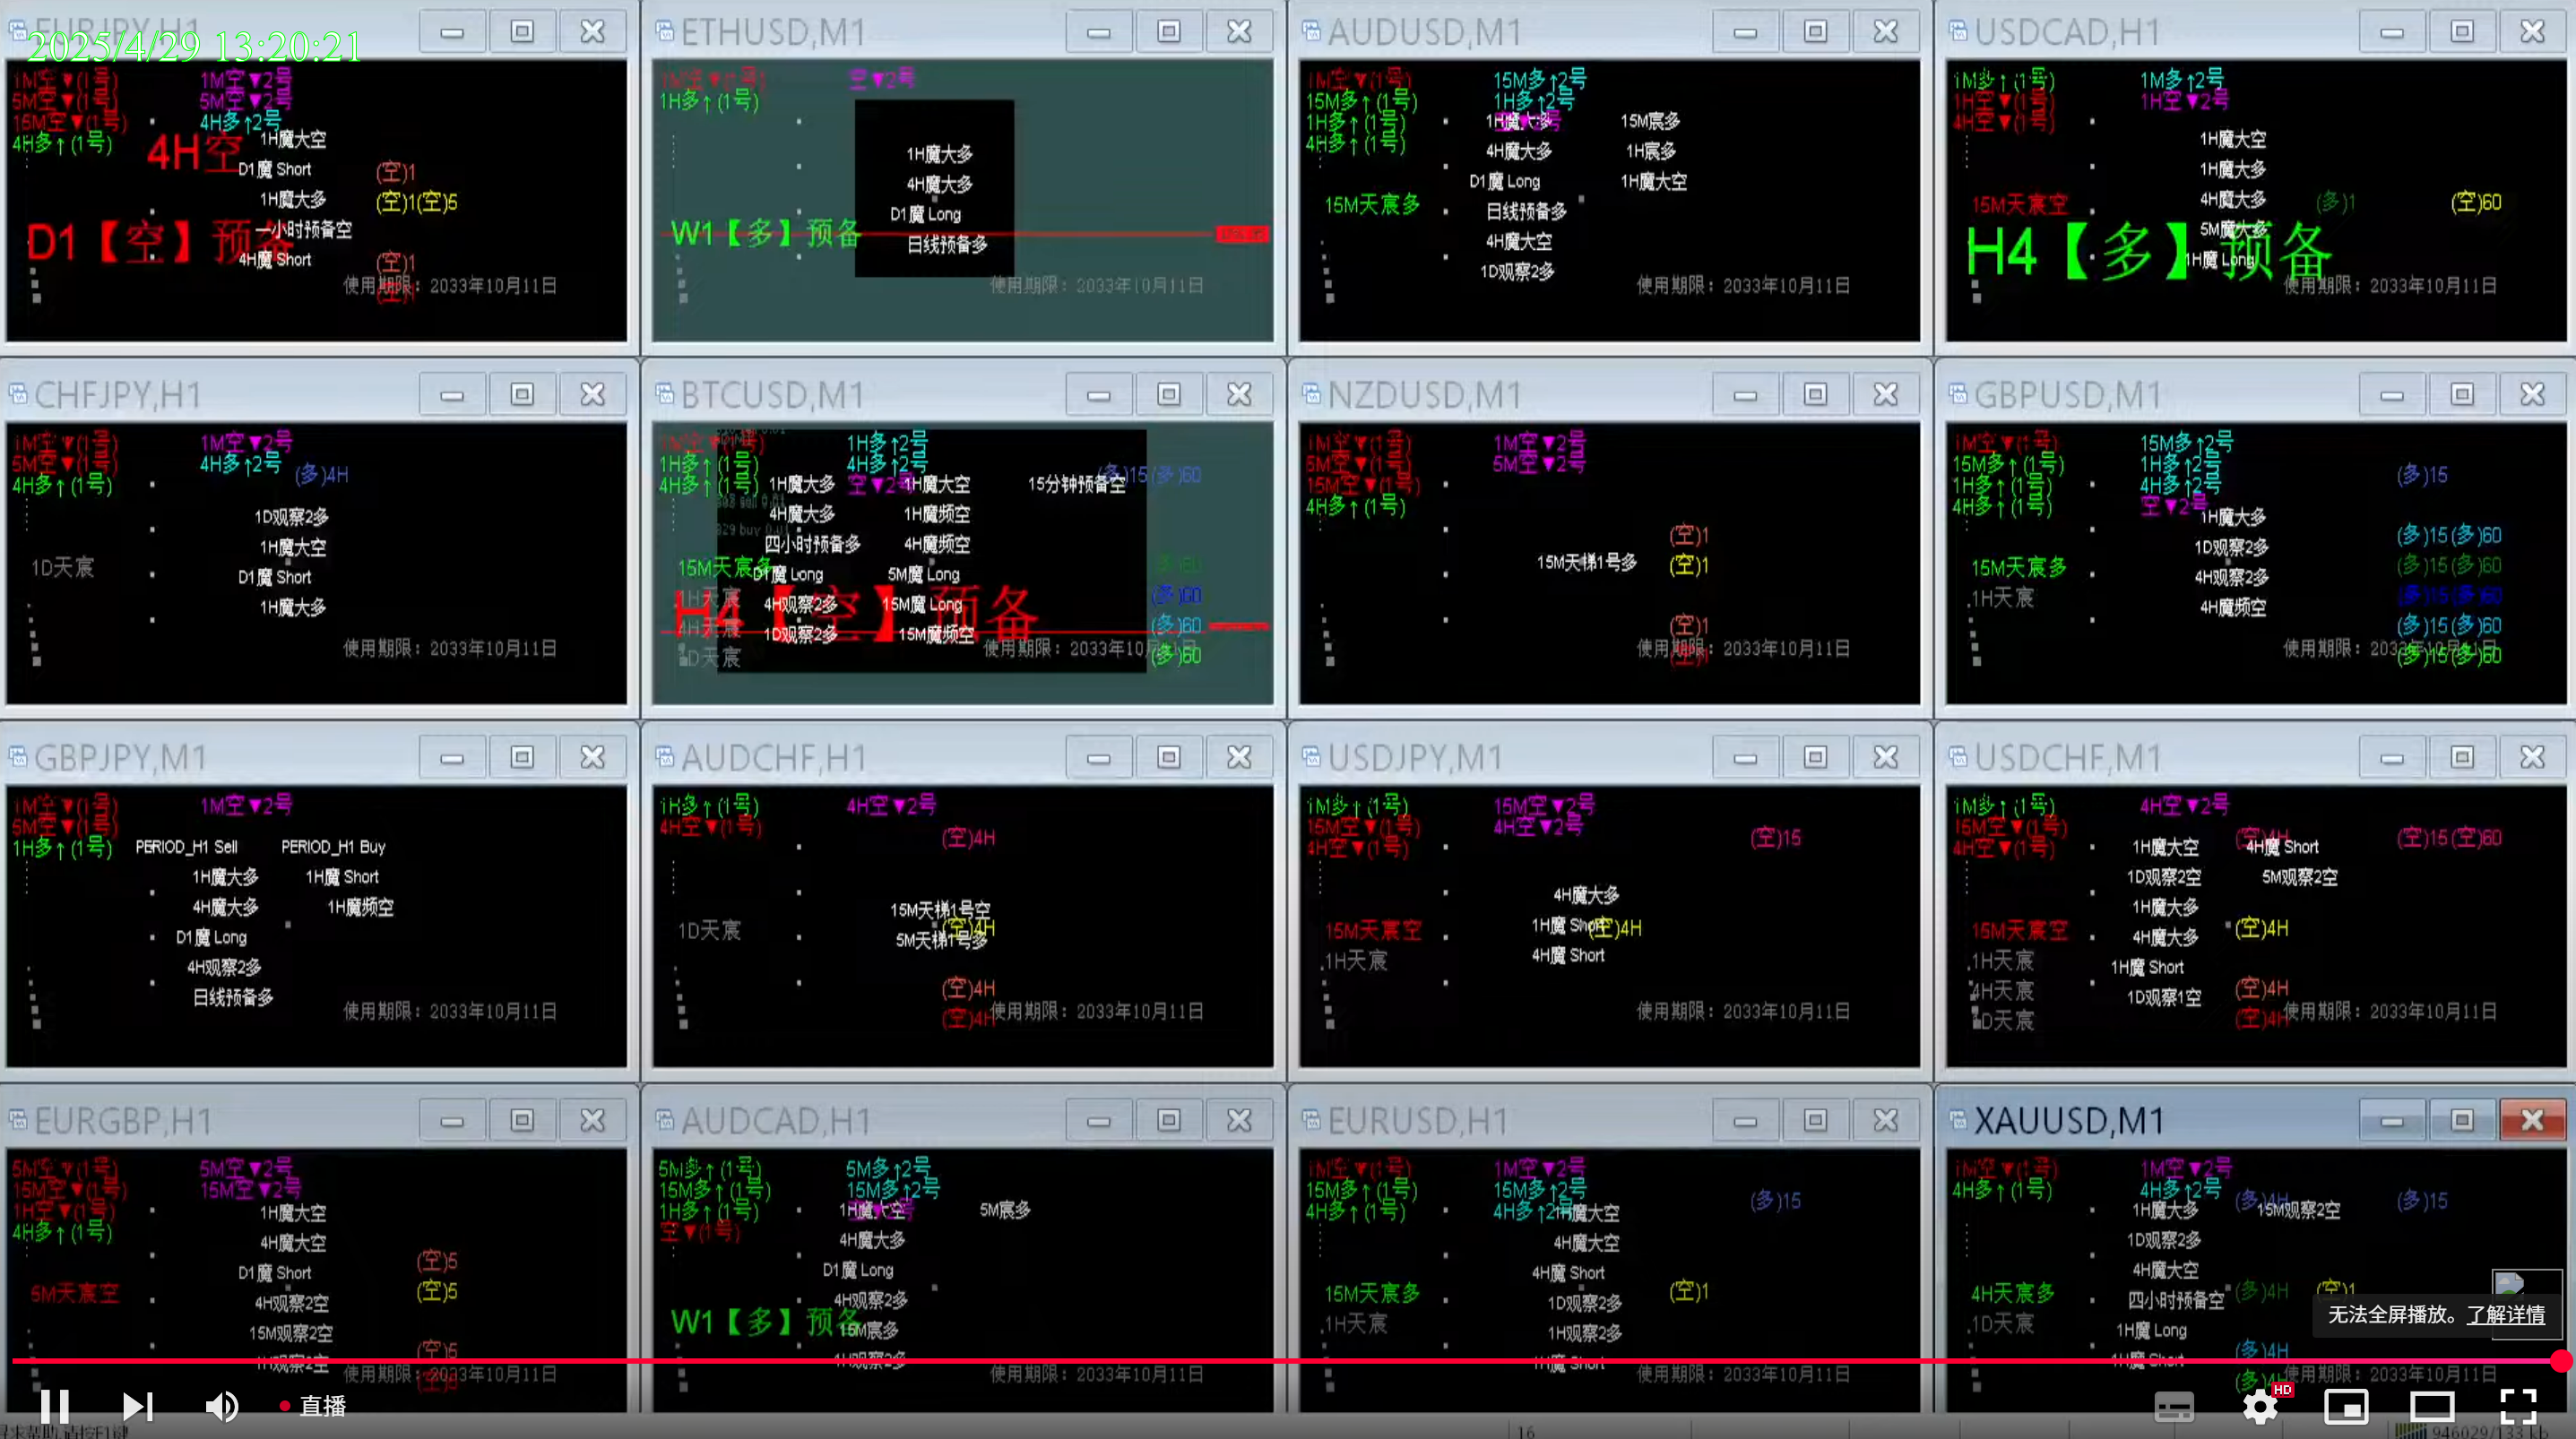 EURJPY,H1
2025/4/29 13:20:21
1M空▼(1号)
5M空▼(1号)
15M空▼(1号)
4H多↑(1号)
1M空▼2号
5M空▼2号
4H多↑2号
4H空
1H魔大空
D1魔 Short
1H魔大多
一小时预备空
4H魔 Short
(空)1
(空)1(空)5
(空)1
D1【空】预备
使用期限：2033年10月11日
ETHUSD,M1
1M空▼(1号)
1H多↑(1号)
空▼2号
1H魔大多
4H魔大多
D1魔 Long
日线预备多
W1【多】预备
使用期限：2033年10月11日
AUDUSD,M1
1M空▼(1号)
15M多↑(1号)
1H多↑(1号)
4H多↑(1号)
15M多↑2号
1H多↑2号
1H魔大多
4H魔大多
D1魔 Long
日线预备多
4H魔大空
1D观察2多
15M宸多
1H宸多
1H魔大空
15M天宸多
使用期限：2033年10月11日
USDCAD,H1
1M多↑(1号)
1H空▼(1号)
4H空▼(1号)
1M多↑2号
1H空▼2号
1H魔大空
1H魔大多
4H魔大多
5M魔大多
1H魔 Long
(多)1
(空)60
15M天宸空
H4【多】预备
使用期限：2033年10月11日
CHFJPY,H1
1M空▼(1号)
5M空▼(1号)
4H多↑(1号)
1M空▼2号
4H多↑2号
(多)4H
1D观察2多
1H魔大空
D1魔 Short
1H魔大多
1D天宸
使用期限：2033年10月11日
BTCUSD,M1
1M空▼(1号)
1H多↑(1号)
4H多↑(1号)
1H多↑2号
4H多↑2号
空▼2号
1H魔大多
4H魔大多
四小时预备多
D1魔 Long
4H观察2多
1D观察2多
1H魔大空
1H魔频空
4H魔频空
5M魔 Long
15M魔 Long
15M魔频空
15分钟预备空
(多)15(多)60
(多)60
(多)60
(多)60
(多)60
15M天宸多
1H天宸
4H天宸
1D天宸
H4【空】预备
使用期限：2033年10月11日
NZDUSD,M1
1M空▼(1号)
5M空▼(1号)
15M空▼(1号)
4H多↑(1号)
1M空▼2号
5M空▼2号
15M天梯1号多
(空)1
(空)1
(空)1
(空)1
使用期限：2033年10月11日
GBPUSD,M1
1M空▼(1号)
15M多↑(1号)
1H多↑(1号)
4H多↑(1号)
15M多↑2号
1H多↑2号
4H多↑2号
空▼2号
1H魔大多
1D观察2多
4H观察2多
4H魔频空
(多)15
(多)15(多)60
(多)15(多)60
(多)15(多)60
(多)15(多)60
(多)15(多)60
15M天宸多
1H天宸
使用期限：2033年10月11日
GBPJPY,M1
1M空▼(1号)
5M空▼(1号)
1H多↑(1号)
1M空▼2号
PERIOD_H1 Sell
1H魔大多
4H魔大多
D1魔 Long
4H观察2多
日线预备多
PERIOD_H1 Buy
1H魔 Short
1H魔频空
使用期限：2033年10月11日
AUDCHF,H1
1H多↑(1号)
4H空▼(1号)
4H空▼2号
(空)4H
15M天梯1号空
5M天梯1号多
(空)4H
(空)4H
(空)4H
1D天宸
使用期限：2033年10月11日
USDJPY,M1
1M多↑(1号)
15M空▼(1号)
4H空▼(1号)
15M空▼2号
4H空▼2号
(空)15
4H魔大多
1H魔 Short
4H魔 Short
(空)4H
15M天宸空
1H天宸
使用期限：2033年10月11日
USDCHF,M1
1M多↑(1号)
15M空▼(1号)
4H空▼(1号)
4H空▼2号
1H魔大空
1D观察2空
1H魔大多
4H魔大多
1H魔 Short
1D观察1空
4H魔 Short
5M观察2空
(空)4H
(空)15(空)60
(空)4H
(空)4H
(空)4H
15M天宸空
1H天宸
4H天宸
1D天宸
使用期限：2033年10月11日
EURGBP,H1
5M空▼(1号)
15M空▼(1号)
1H空▼(1号)
4H多↑(1号)
5M空▼2号
15M空▼2号
1H魔大空
4H魔大空
D1魔 Short
4H观察2空
15M观察2空
1H观察2空
(空)5
(空)5
(空)5
5M天宸空
使用期限：2033年10月11日
AUDCAD,H1
5M多↑(1号)
15M多↑(1号)
1H多↑(1号)
空▼(1号)
5M多↑2号
15M多↑2号
1H魔大空
4H魔大多
D1魔 Long
4H观察2多
15M宸多
1H观察2多
5M宸多
W1【多】预备
使用期限：2033年10月11日
EURUSD,H1
1M空▼(1号)
15M多↑(1号)
4H多↑(1号)
1M空▼2号
15M多↑2号
4H多↑2号
1H魔大空
4H魔大空
4H魔 Short
1D观察2多
1H观察2多
1H魔 Short
(多)15
(空)1
15M天宸多
1H天宸
使用期限：2033年10月11日
XAUUSD,M1
1M空▼(1号)
4H多↑(1号)
1M空▼2号
4H多↑2号
1H魔大多
1D观察2多
4H魔大空
四小时预备空
1H魔 Long
1H魔 Short
(多)4H
15M观察2空
(多)15
(多)4H
(空)1
(多)4H
(多)4H
4H天宸多
1D天宸
使用期限：2033年10月11日
无法全屏播放。了解详情
直播
HD
16
946029/133 kb